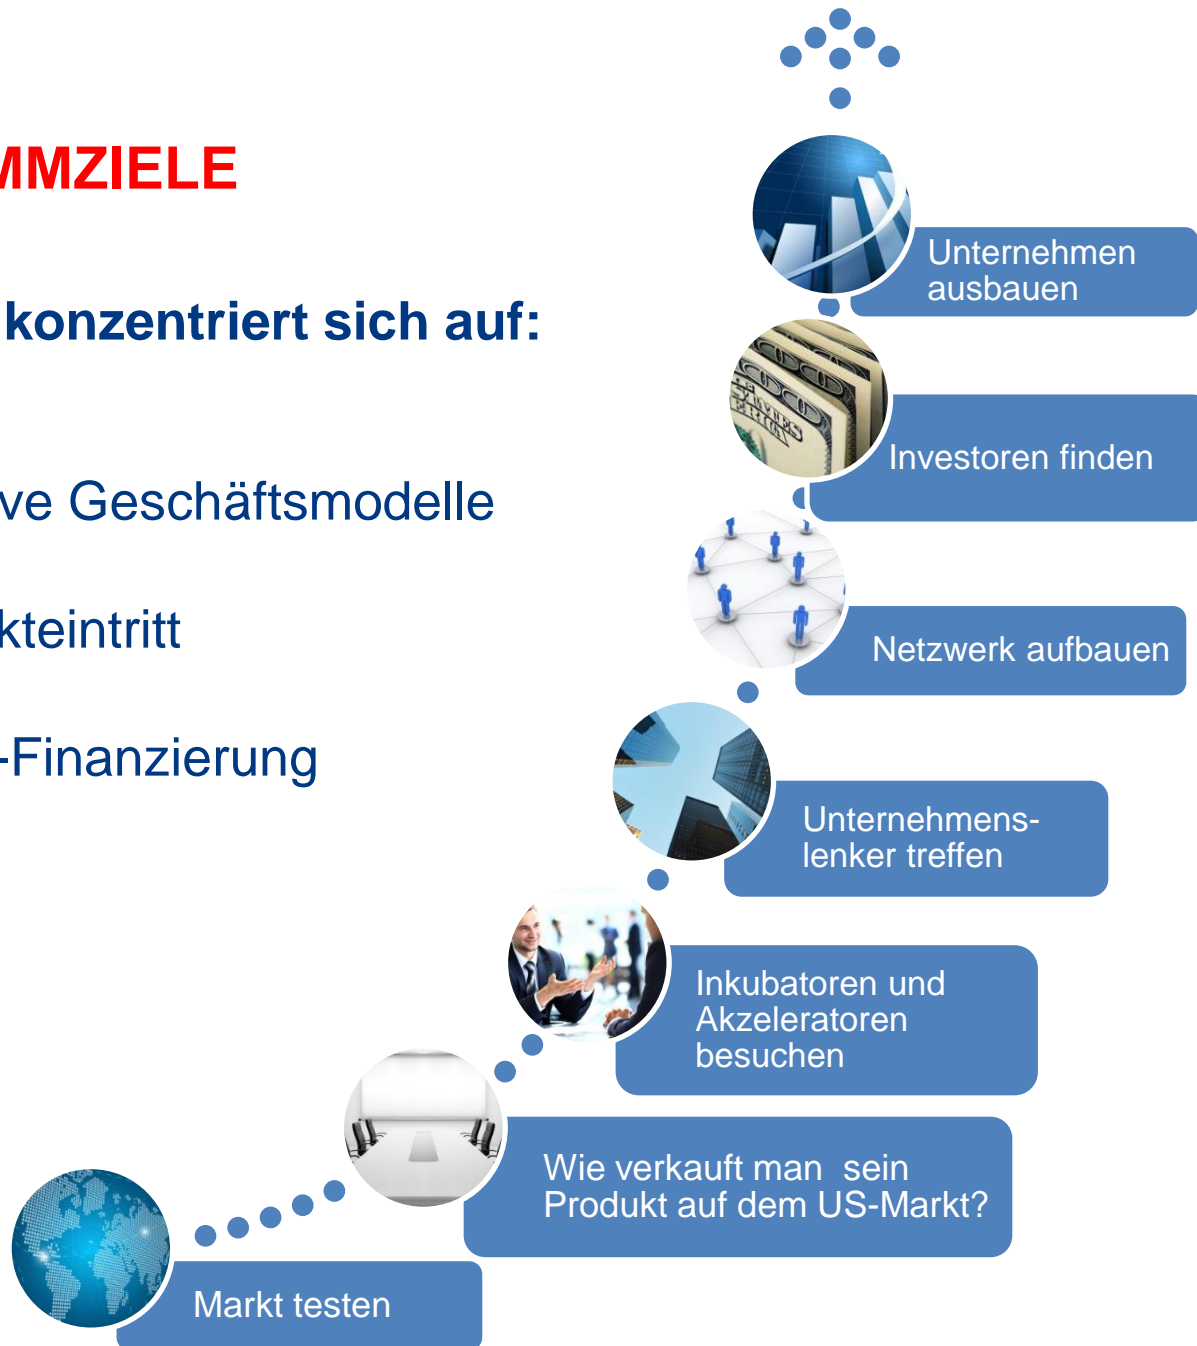 MMZIELE
konzentriert sich auf:
ve Geschäftsmodelle
kteintritt
-Finanzierung
Unternehmen
ausbauen
Investoren finden
Netzwerk aufbauen
Unternehmens-
lenker treffen
Inkubatoren und
Akzeleratoren
besuchen
Wie verkauft man  sein
Produkt auf dem US-Markt?
Markt testen